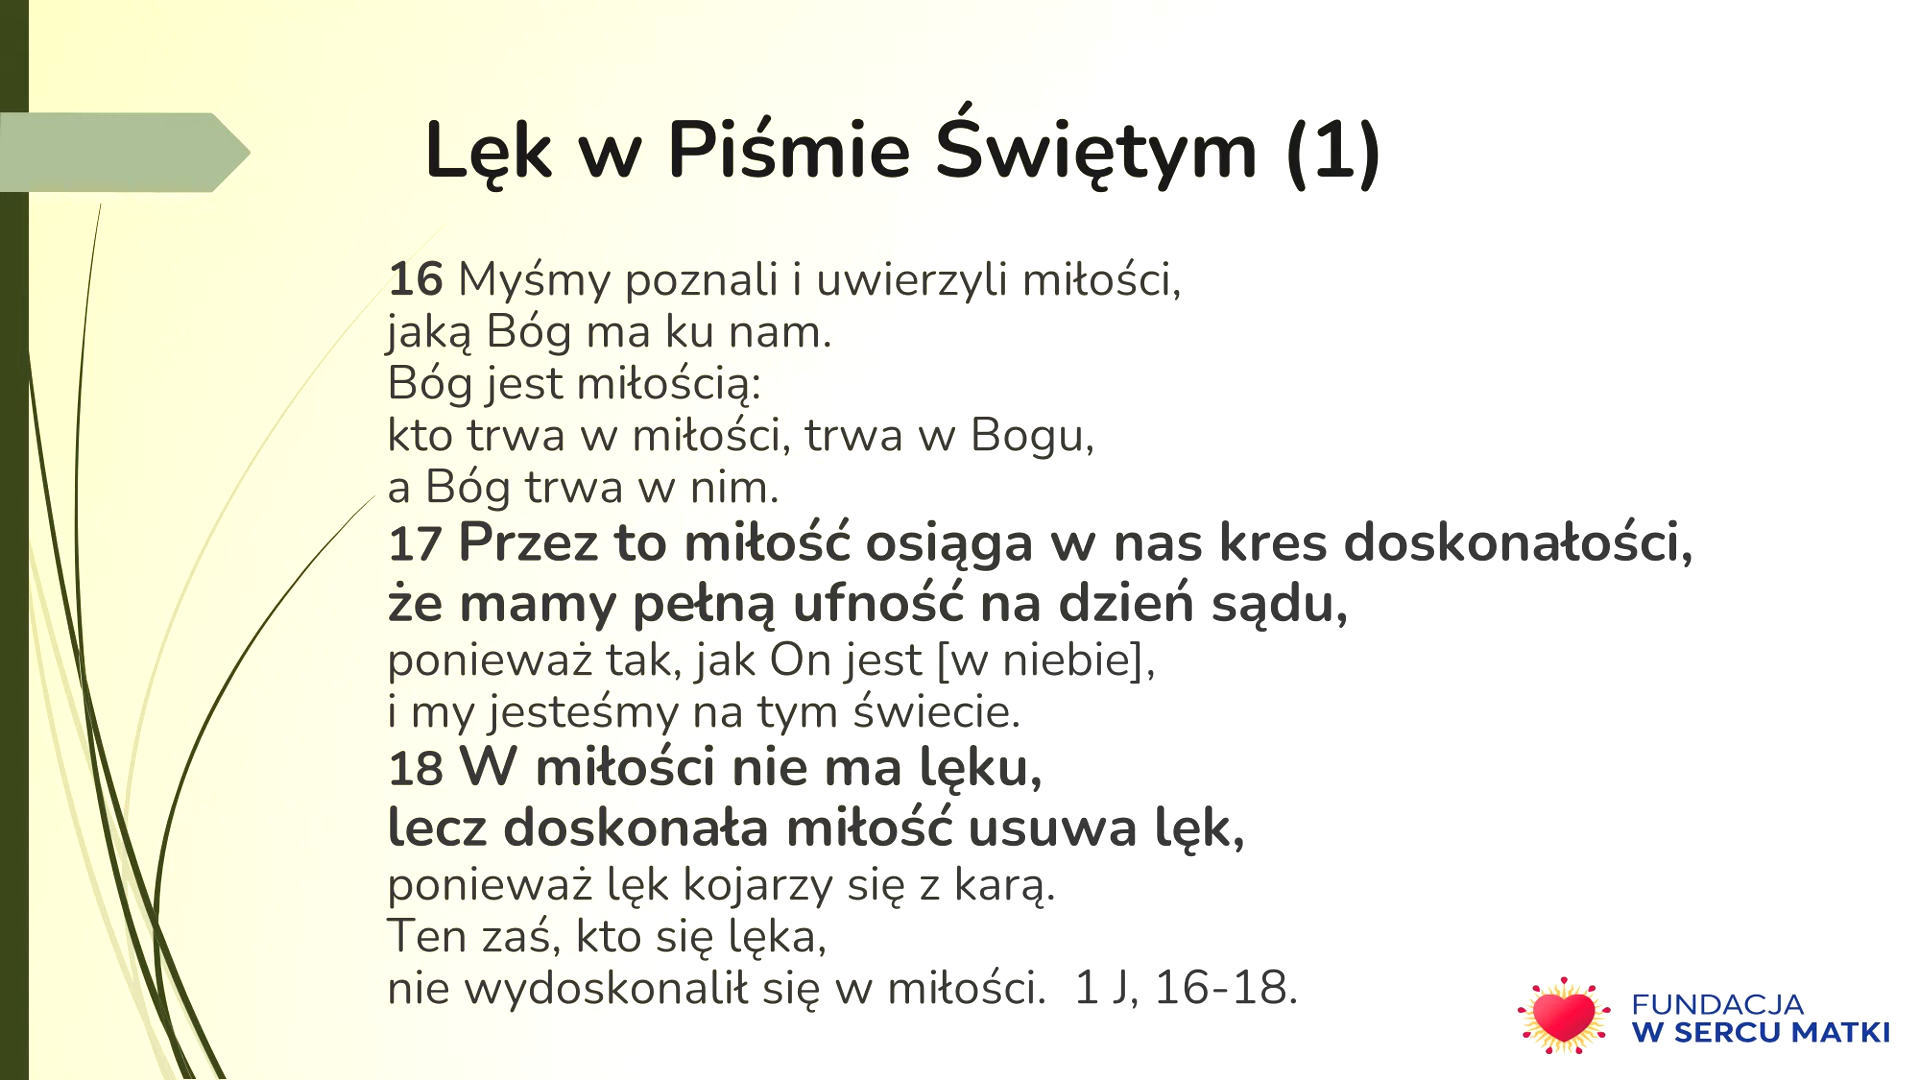 Lęk w Piśmie Świętym (1)
16 Myśmy poznali i uwierzyli miłości,
jaką Bóg ma ku nam.
Bóg jest miłością:
kto trwa w miłości, trwa w Bogu,
a Bóg trwa w nim.
17 Przez to miłość osiąga w nas kres doskonałości,
że mamy pełną ufność na dzień sądu,
ponieważ tak, jak On jest [w niebie],
i my jesteśmy na tym świecie.
18 W miłości nie ma lęku,
lecz doskonała miłość usuwa lęk,
ponieważ lęk kojarzy się z karą.
Ten zaś, kto się lęka,
nie wydoskonalił się w miłości.  1 J, 16-18.
FUNDACJA
W SERCU MATKI